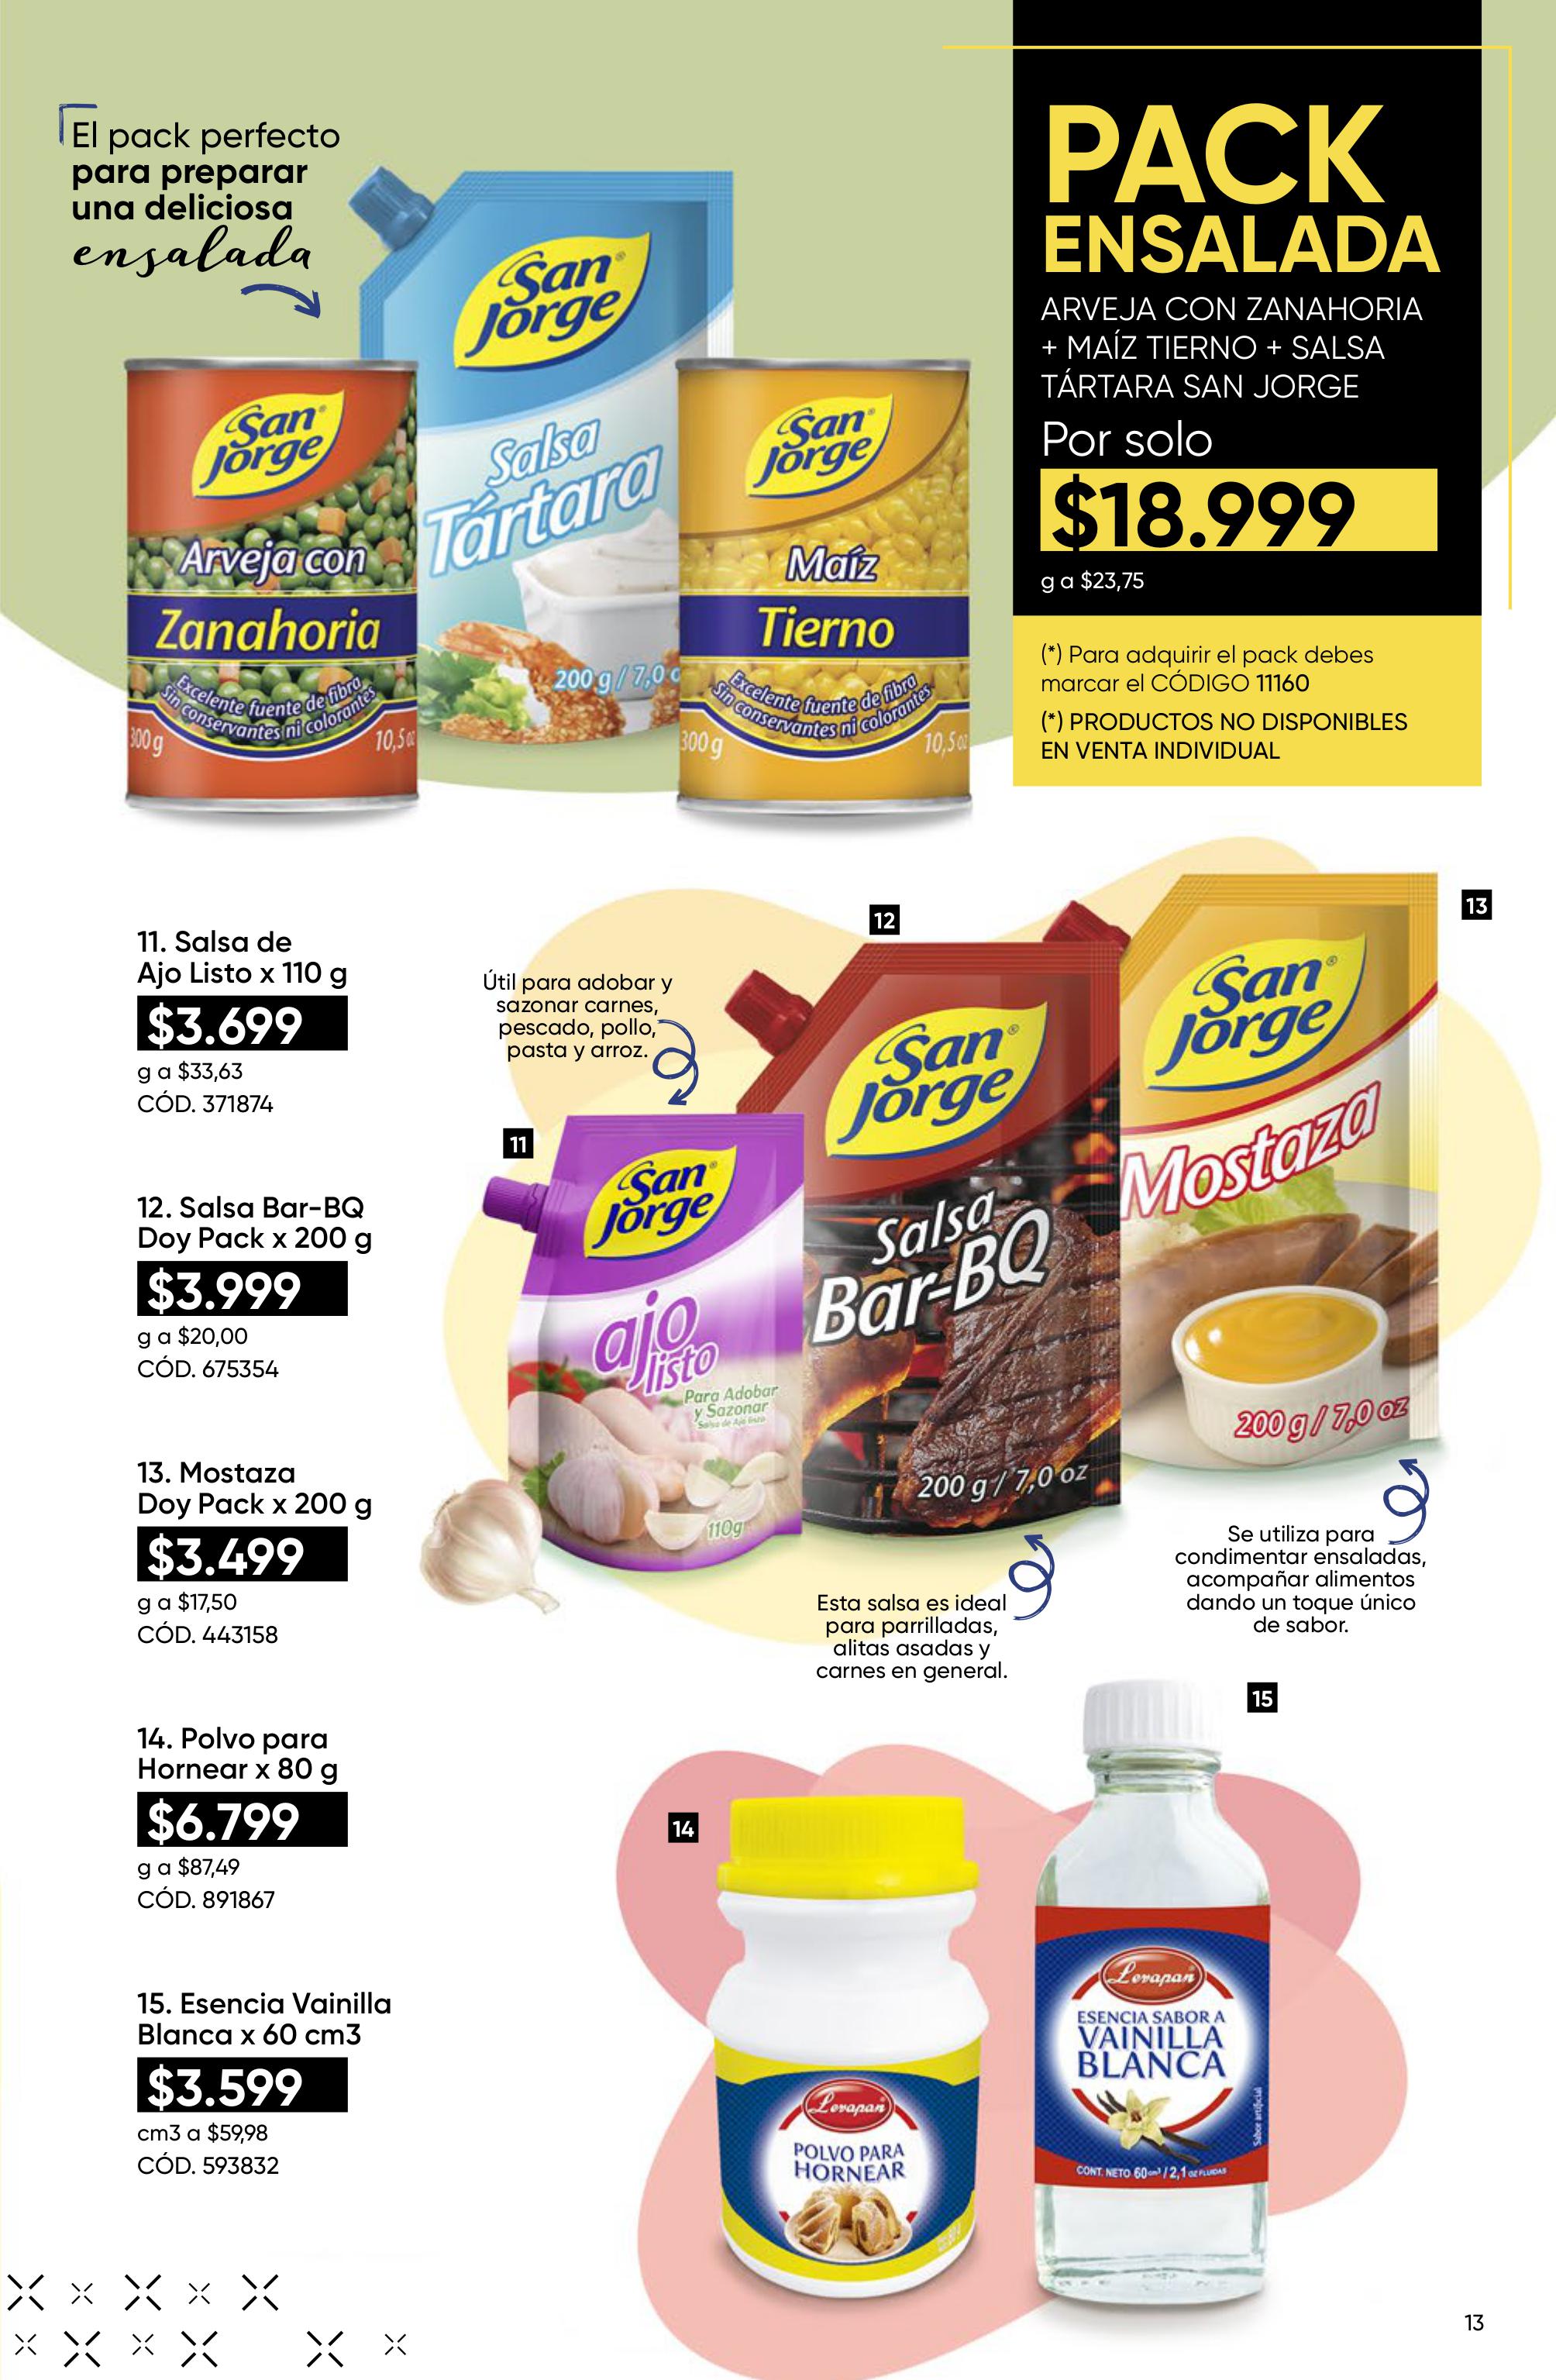 El pack perfecto
para preparar
una deliciosa
ensalada
PACK
ENSALADA
ARVEJA CON ZANAHORIA
+ MAÍZ TIERNO + SALSA
TÁRTARA SAN JORGE
Por solo
$18.999
g a $23,75
(*) Para adquirir el pack debes
marcar el CÓDIGO 11160
(*) PRODUCTOS NO DISPONIBLES
EN VENTA INDIVIDUAL
San
Jorge
Salsa
Tártara
200 g / 7,0 o
San
Jorge
Arveja con
Zanahoria
Excelente fuente de fibra
Sin conservantes ni colorantes
300 g
10,5 oz
San
Jorge
Maíz
Tierno
Excelente fuente de fibra
Sin conservantes ni colorantes
300 g
10,5 oz
11. Salsa de
Ajo Listo x 110 g
$3.699
g a $33,63
CÓD. 371874
12. Salsa Bar-BQ
Doy Pack x 200 g
$3.999
g a $20,00
CÓD. 675354
13. Mostaza
Doy Pack x 200 g
$3.499
g a $17,50
CÓD. 443158
14. Polvo para
Hornear x 80 g
$6.799
g a $87,49
CÓD. 891867
15. Esencia Vainilla
Blanca x 60 cm3
$3.599
cm3 a $59,98
CÓD. 593832
Útil para adobar y
sazonar carnes,
pescado, pollo,
pasta y arroz.
11
San
Jorge
ajo
listo
Para Adobar
y Sazonar
Salsa de Ajo listo
110g
12
San
Jorge
Salsa
Bar-BQ
200 g / 7,0 oz
Esta salsa es ideal
para parrilladas,
alitas asadas y
carnes en general.
13
San
Jorge
Mostaza
200 g / 7,0 oz
Se utiliza para
condimentar ensaladas,
acompañar alimentos
dando un toque único
de sabor.
14
Levapan
POLVO PARA
HORNEAR
15
Levapan
ESENCIA SABOR A
VAINILLA
BLANCA
Sabor artificial
CONT. NETO 60 cm³ / 2,1 oz FLUIDAS
13